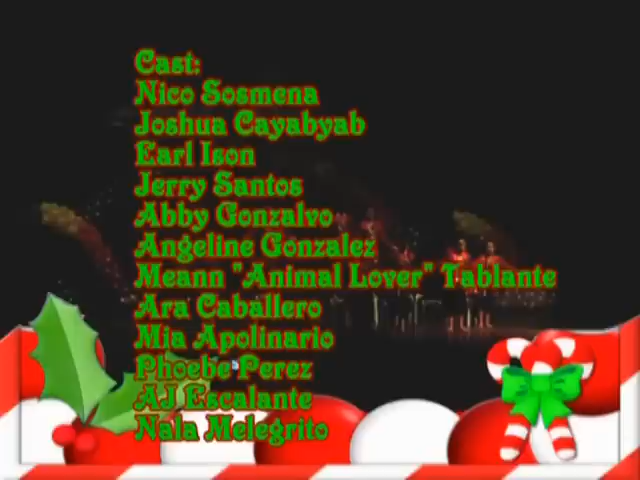 Cast:
Nico Sosmena
Joshua Cayabyab
Earl Ison
Jerry Santos
Abby Gonzalvo
Angeline Gonzalez
Meann "Animal Lover" Tablante
Ara Caballero
Mia Apolinario
Phoebe Perez
AJ Escalante
Nala Melegrito